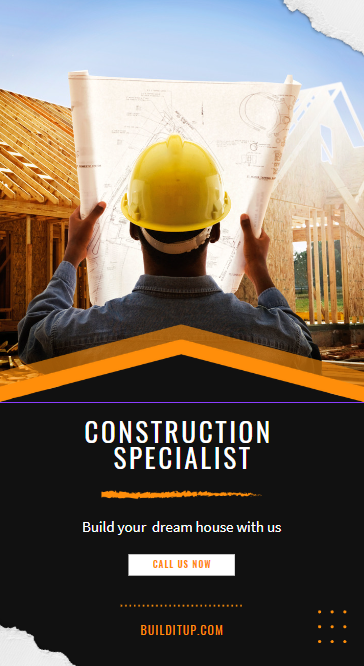 CONSTRUCTION
SPECIALIST
Build your dream house with us
CALL US NOW
BUILDITUP.COM